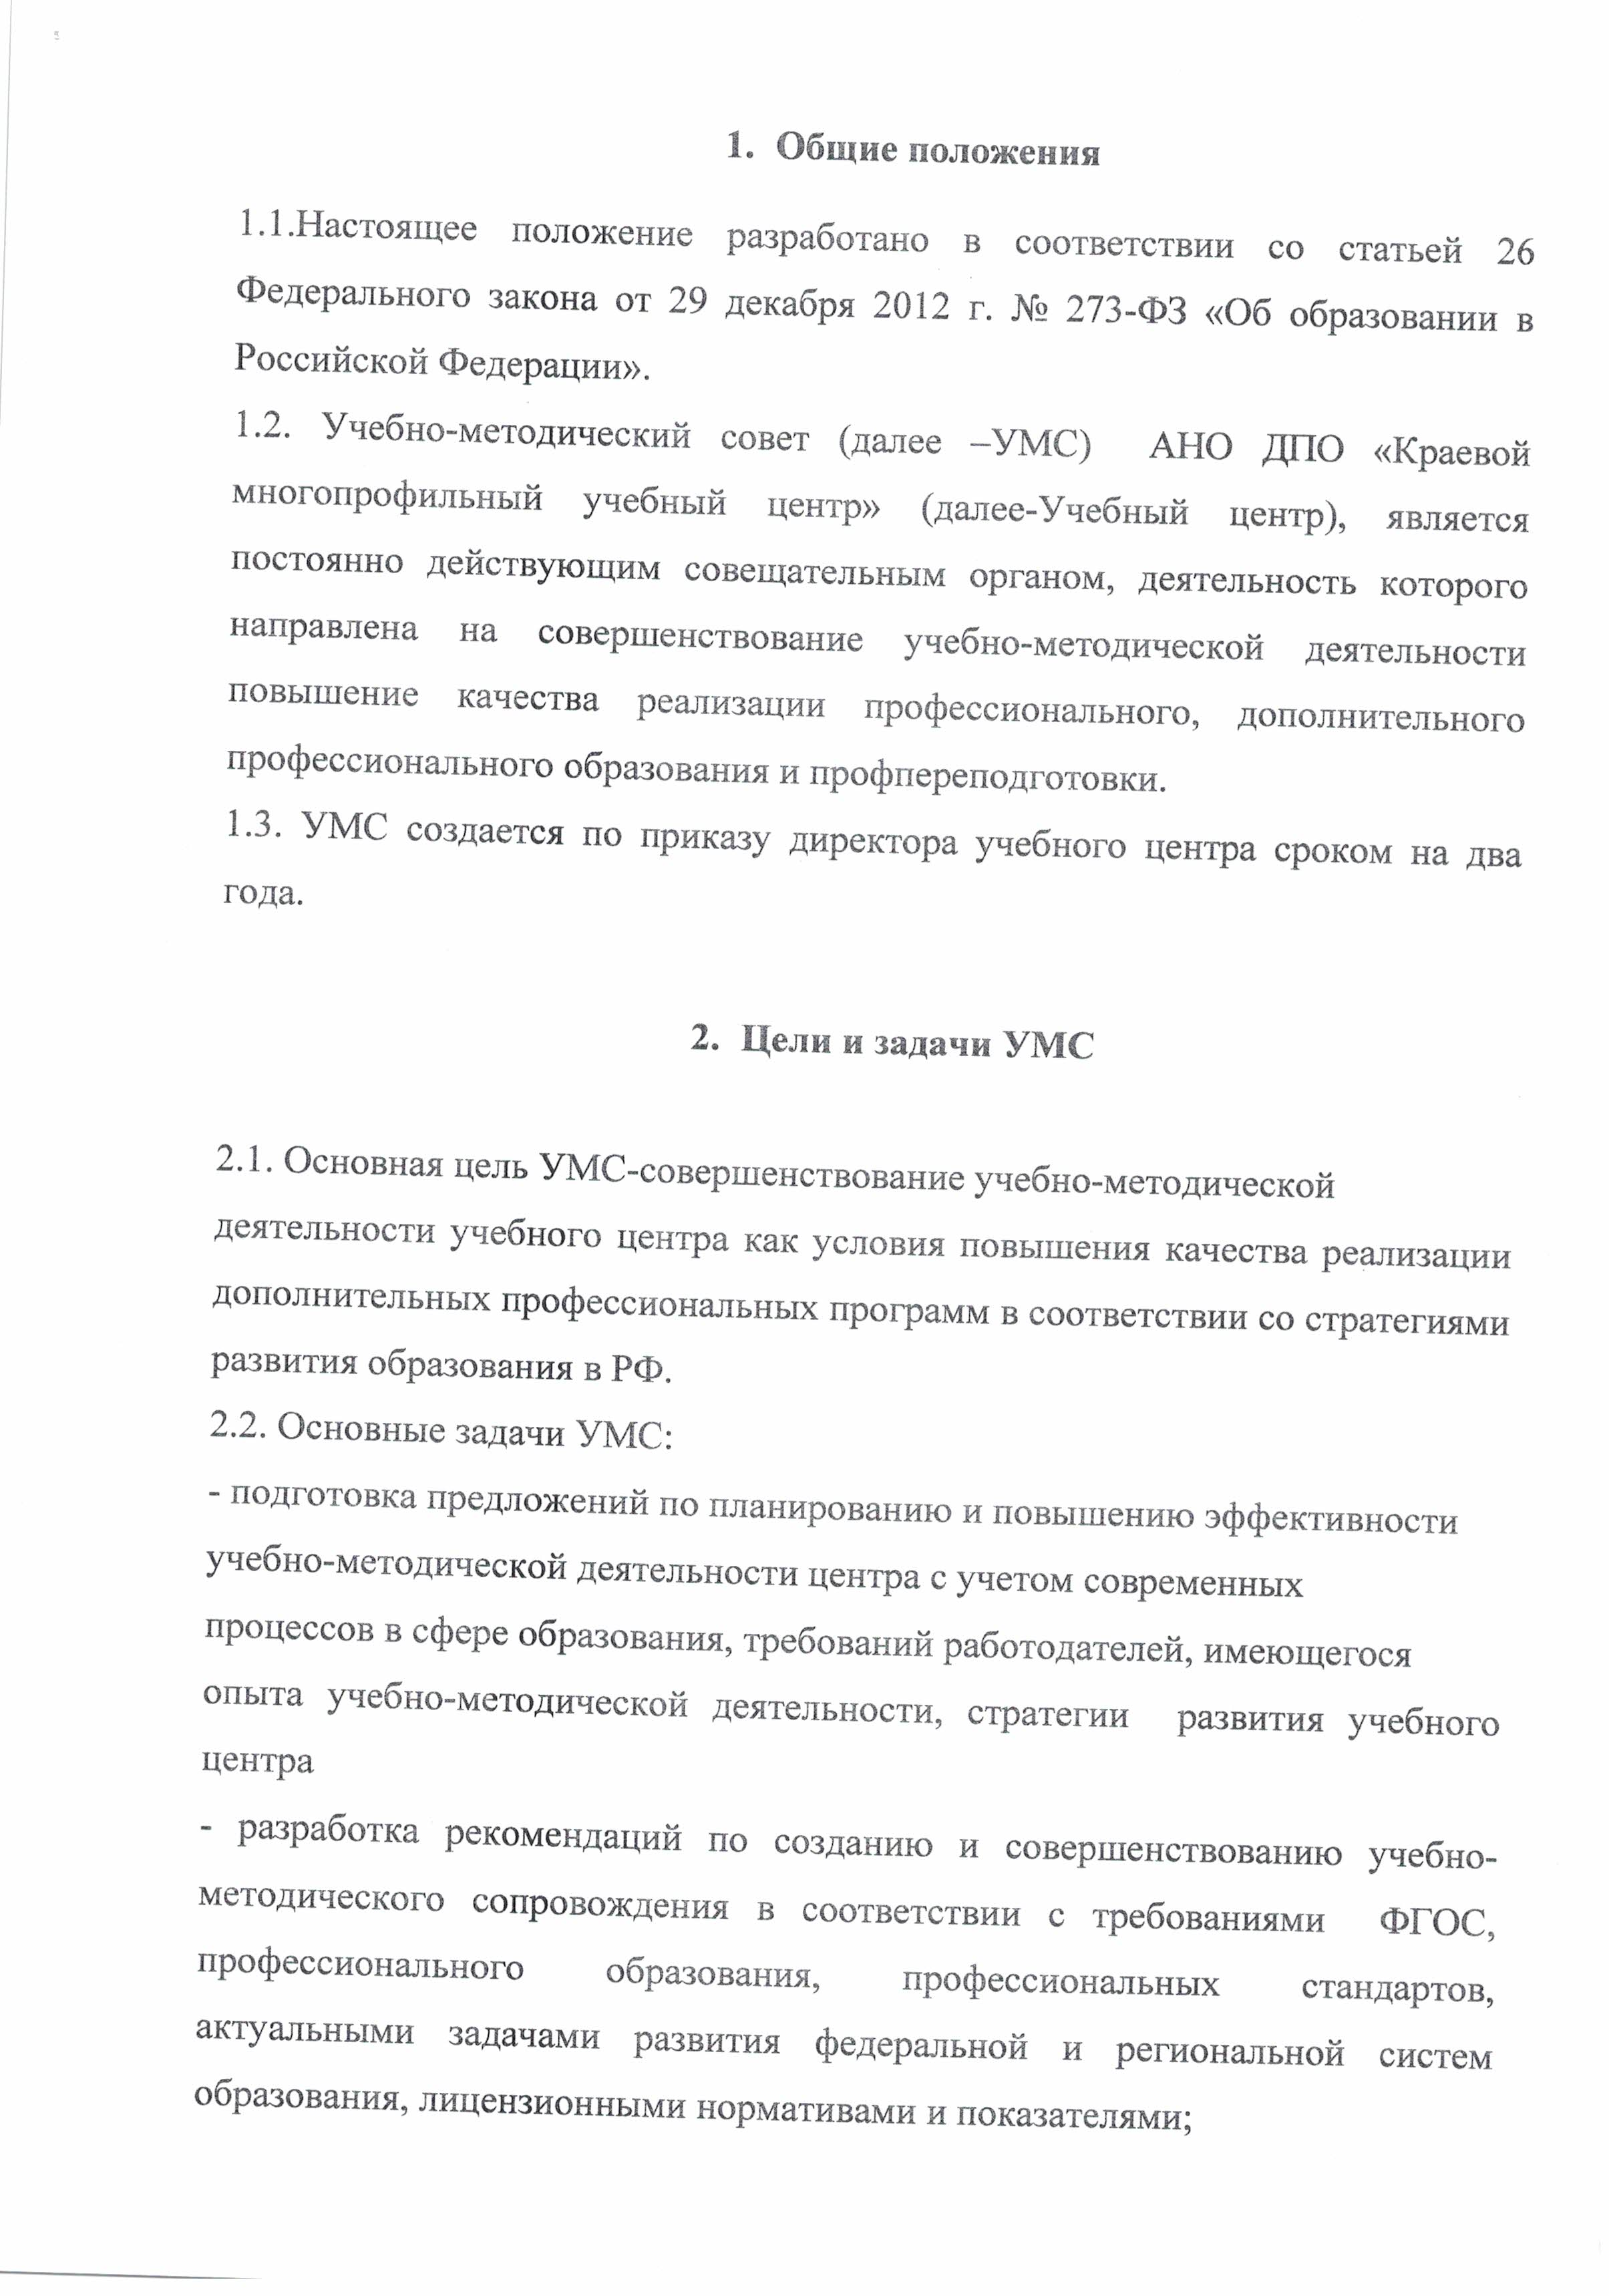 1. Общие положения
1.1.Настоящее положение разработано в соответствии со статьей 26
Федерального закона от 29 декабря 2012 г. № 273-ФЗ «Об образовании в
Российской Федерации».
1.2. Учебно-методический совет (далее –УМС) АНО ДПО «Краевой
многопрофильный учебный центр» (далее-Учебный центр), является
постоянно действующим совещательным органом, деятельность которого
направлена на совершенствование учебно-методической деятельности
повышение качества реализации профессионального, дополнительного
профессионального образования и профпереподготовки.
1.3. УМС создается по приказу директора учебного центра сроком на два
года.
2. Цели и задачи УМС
2.1. Основная цель УМС-совершенствование учебно-методической
деятельности учебного центра как условия повышения качества реализации
дополнительных профессиональных программ в соответствии со стратегиями
развития образования в РФ.
2.2. Основные задачи УМС:
- подготовка предложений по планированию и повышению эффективности
учебно-методической деятельности центра с учетом современных
процессов в сфере образования, требований работодателей, имеющегося
опыта учебно-методической деятельности, стратегии развития учебного
центра
- разработка рекомендаций по созданию и совершенствованию учебно-
методического сопровождения в соответствии с требованиями ФГОС,
профессионального образования, профессиональных стандартов,
актуальными задачами развития федеральной и региональной систем
образования, лицензионными нормативами и показателями;